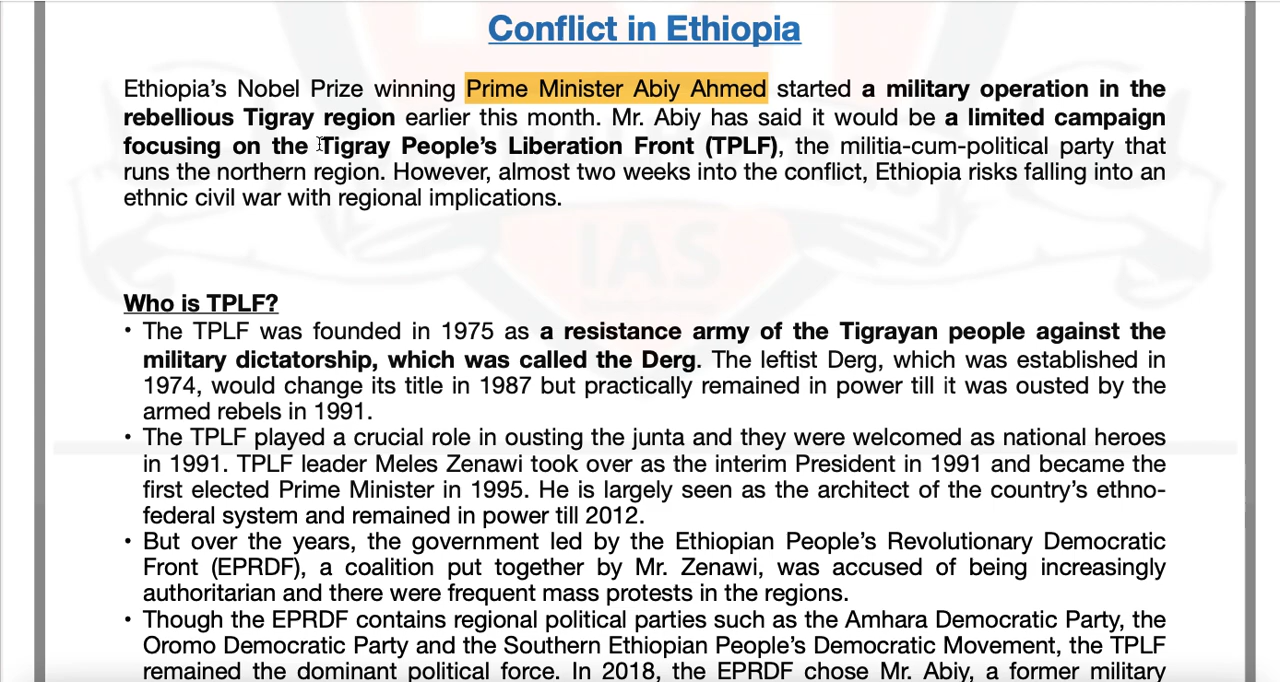 Conflict in Ethiopia
Ethiopia’s Nobel Prize winning Prime Minister Abiy Ahmed started a military operation in the
rebellious Tigray region earlier this month. Mr. Abiy has said it would be a limited campaign
focusing on the Tigray People’s Liberation Front (TPLF), the militia-cum-political party that
runs the northern region. However, almost two weeks into the conflict, Ethiopia risks falling into an
ethnic civil war with regional implications.
IAS
Who is TPLF?
• The TPLF was founded in 1975 as a resistance army of the Tigrayan people against the
military dictatorship, which was called the Derg. The leftist Derg, which was established in
1974, would change its title in 1987 but practically remained in power till it was ousted by the
armed rebels in 1991.
• The TPLF played a crucial role in ousting the junta and they were welcomed as national heroes
in 1991. TPLF leader Meles Zenawi took over as the interim President in 1991 and became the
first elected Prime Minister in 1995. He is largely seen as the architect of the country’s ethno-
federal system and remained in power till 2012.
• But over the years, the government led by the Ethiopian People’s Revolutionary Democratic
Front (EPRDF), a coalition put together by Mr. Zenawi, was accused of being increasingly
authoritarian and there were frequent mass protests in the regions.
• Though the EPRDF contains regional political parties such as the Amhara Democratic Party, the
Oromo Democratic Party and the Southern Ethiopian People’s Democratic Movement, the TPLF
remained the dominant political force. In 2018, the EPRDF chose Mr. Abiy, a former military